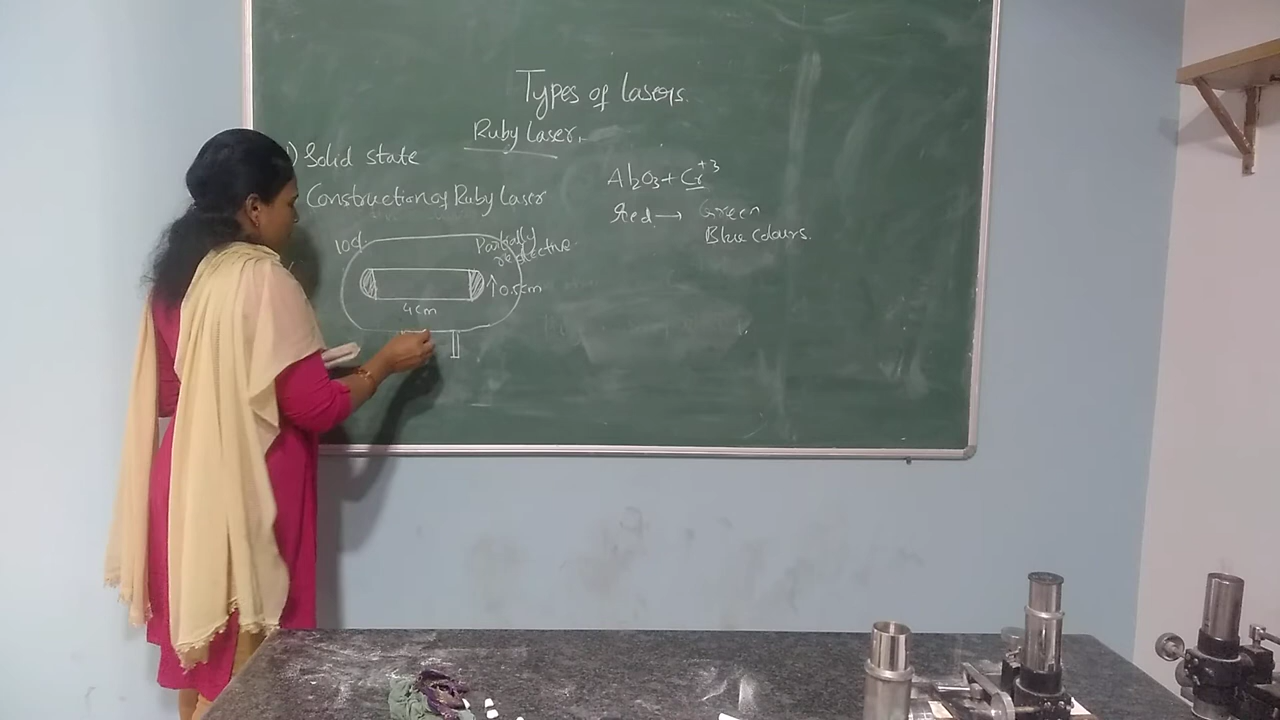 Types of lasers.
Ruby laser.
) Solid state
Construction of Ruby laser
Al2O3 + Cr+3
Red → Green
Blue Colours.
Partially
reflective
0.5cm
4cm